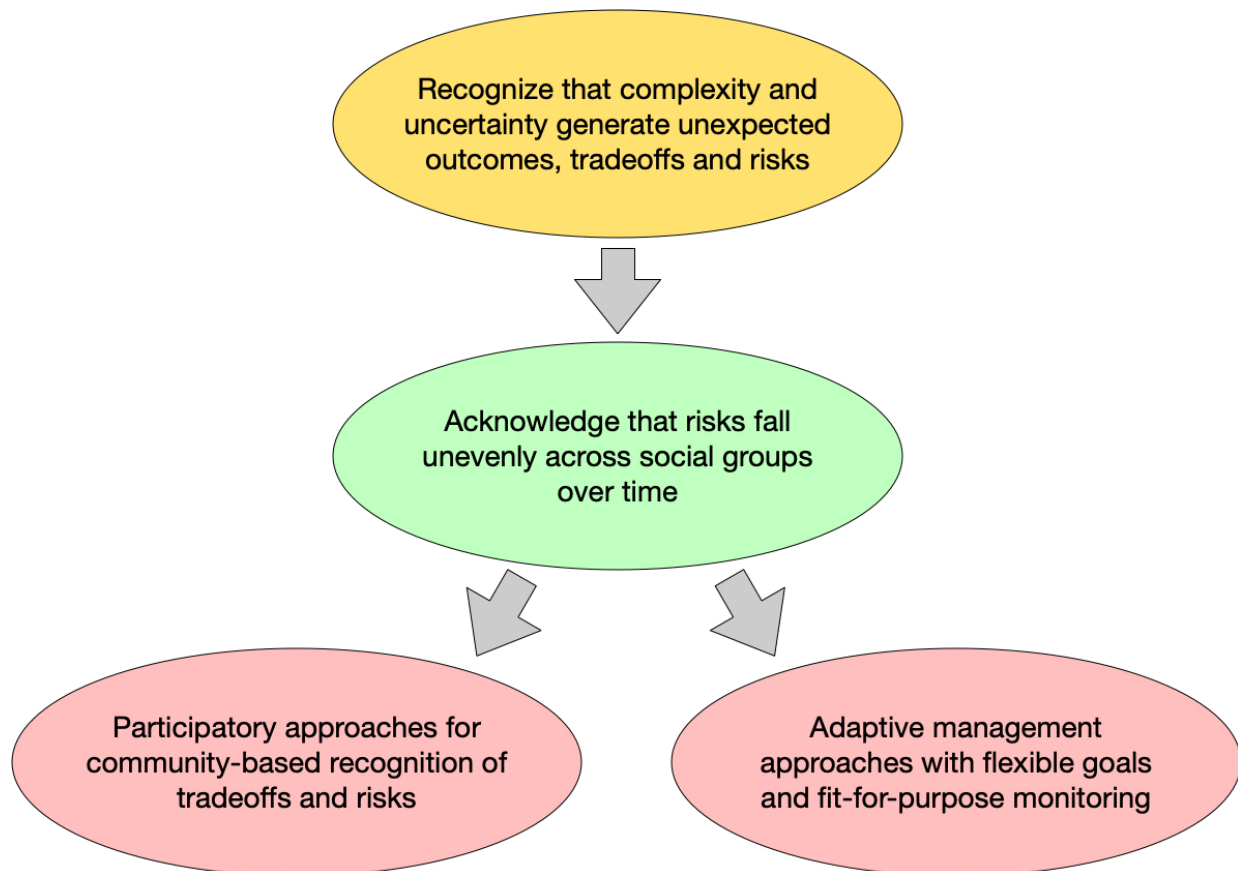 Recognize that complexity and
uncertainty generate unexpected
outcomes, tradeoffs and risks
Acknowledge that risks fall
unevenly across social groups
over time
Participatory approaches for
community-based recognition of
tradeoffs and risks
Adaptive management
approaches with flexible goals
and fit-for-purpose monitoring